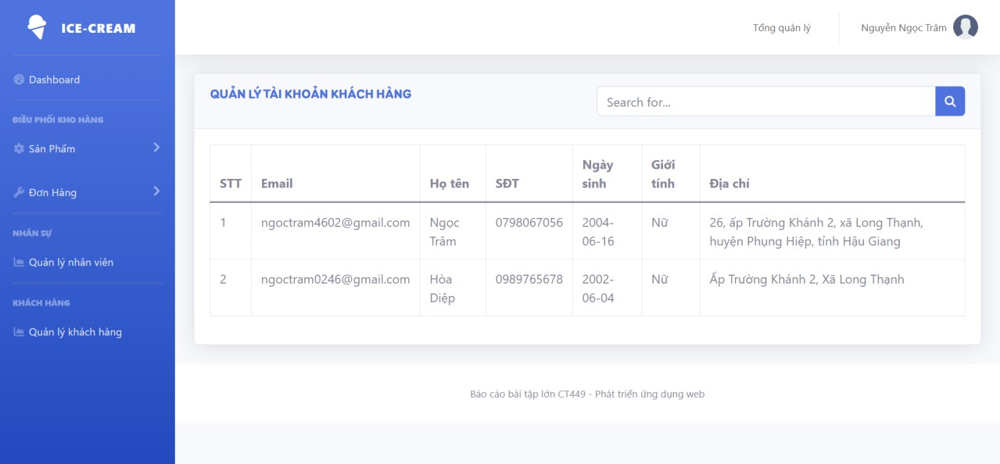 ICE-CREAM
Dashboard
ĐIỀU PHỐI KHO HÀNG
Sản Phẩm
Đơn Hàng
NHÂN SỰ
Quản lý nhân viên
KHÁCH HÀNG
Quản lý khách hàng
Tổng quản lý
Nguyễn Ngọc Trâm
QUẢN LÝ TÀI KHOẢN KHÁCH HÀNG
Search for...
STT Email Họ tên SĐT Ngày sinh Giới tính Địa chỉ
1 ngoctram4602@gmail.com Ngọc Trâm 0798067056 2004-06-16 Nữ 26, ấp Trường Khánh 2, xã Long Thạnh, huyện Phụng Hiệp, tỉnh Hậu Giang
2 ngoctram0246@gmail.com Hòa Diệp 0989765678 2002-06-04 Nữ Ấp Trường Khánh 2, Xã Long Thạnh
Báo cáo bài tập lớn CT449 - Phát triển ứng dụng web